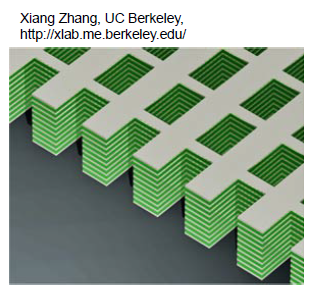 Xiang Zhang, UC Berkeley,
http://xlab.me.berkeley.edu/